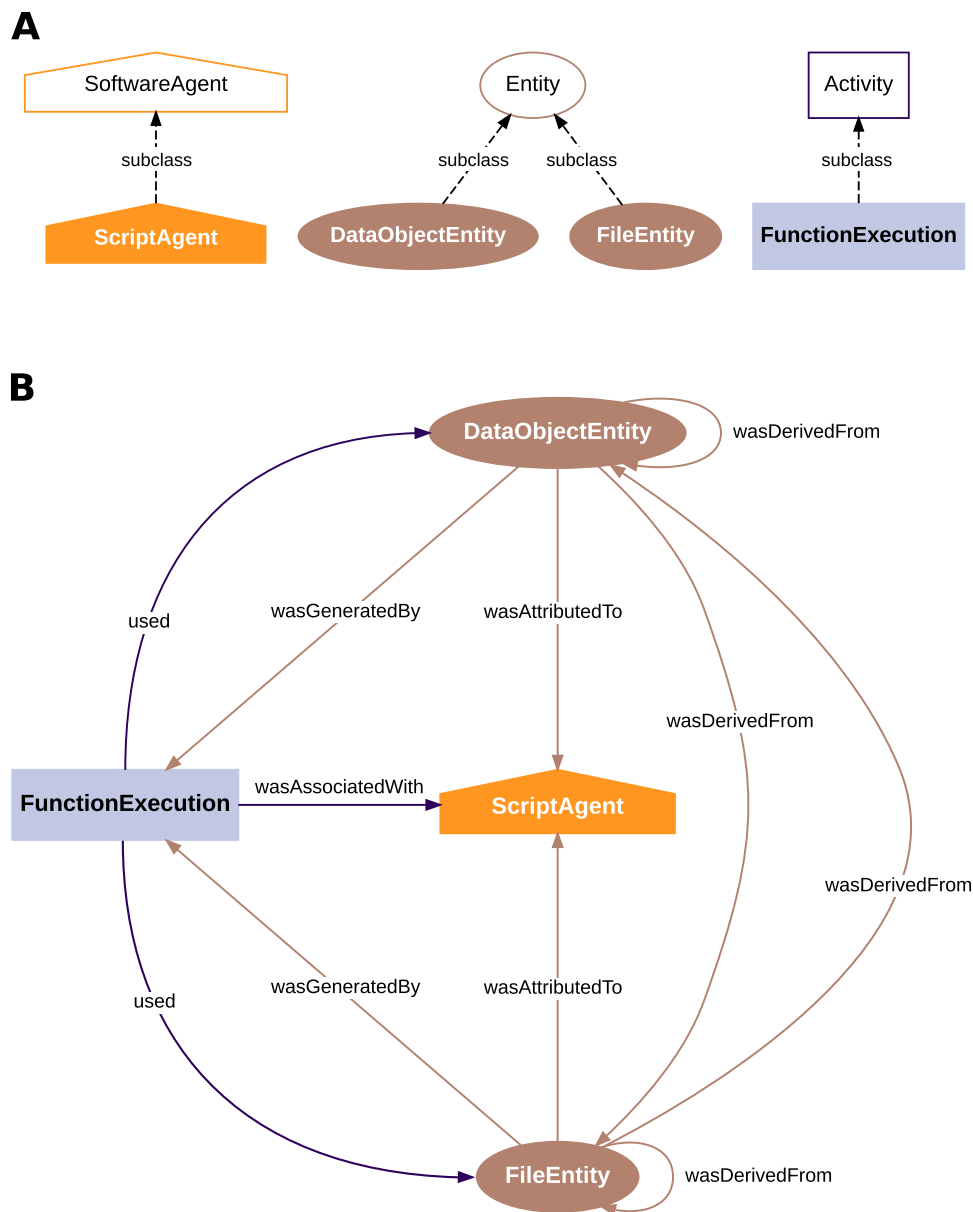 A
SoftwareAgent
Entity
Activity
subclass
subclass
subclass
subclass
ScriptAgent
DataObjectEntity
FileEntity
FunctionExecution
B
DataObjectEntity
wasDerivedFrom
used
wasGeneratedBy
wasAttributedTo
wasDerivedFrom
wasAssociatedWith
FunctionExecution
ScriptAgent
wasDerivedFrom
used
wasGeneratedBy
wasAttributedTo
FileEntity
wasDerivedFrom